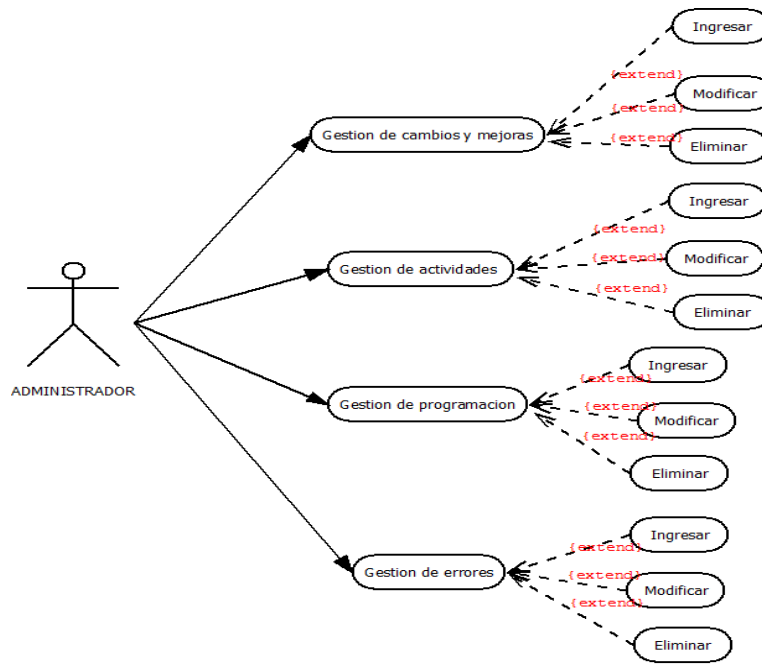 Ingresar
{extend}
Modificar
{extend}
Gestion de cambios y mejoras
{extend}
Eliminar
Ingresar
{extend}
Gestion de actividades
{extend}
Modificar
{extend}
Eliminar
ADMINISTRADOR
Ingresar
{extend}
Gestion de programacion
{extend}
Modificar
{extend}
Eliminar
Ingresar
{extend}
Gestion de errores
{extend}
Modificar
{extend}
Eliminar